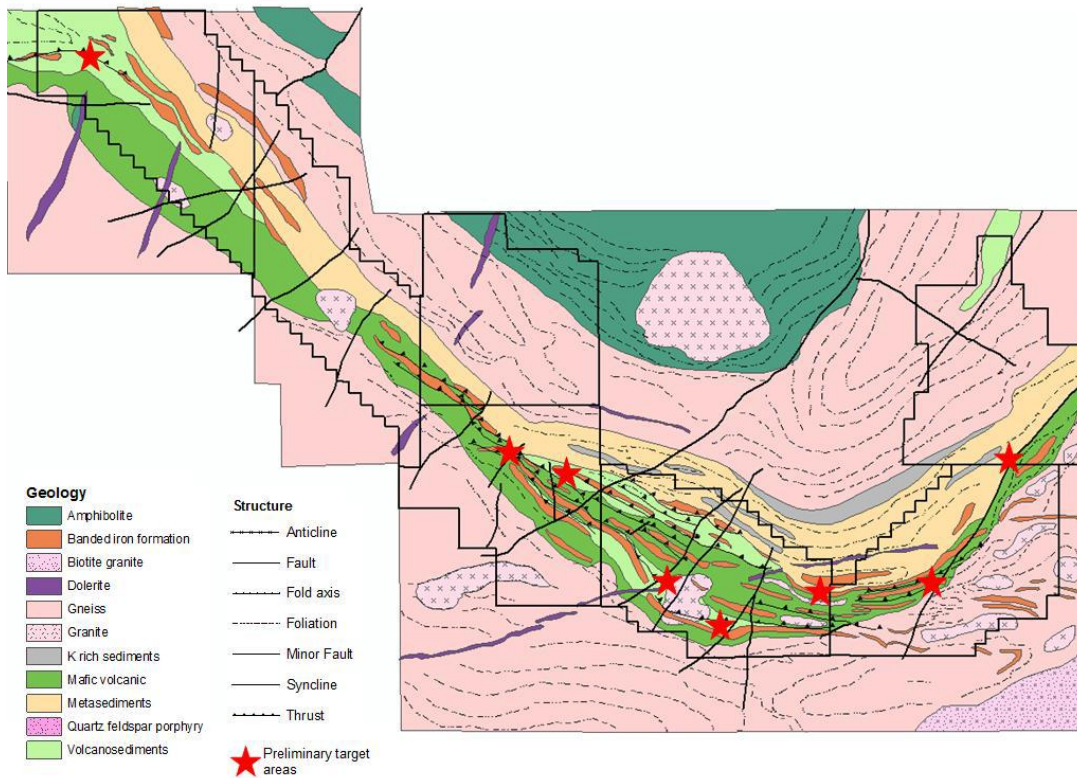 Geology
Amphibolite
Banded iron formation
Biotite granite
Dolerite
Gneiss
Granite
K rich sediments
Mafic volcanic
Metasediments
Quartz feldspar porphyry
Volcanosediments
Structure
Anticline
Fault
Fold axis
Foliation
Minor Fault
Syncline
Thrust
Preliminary target
areas